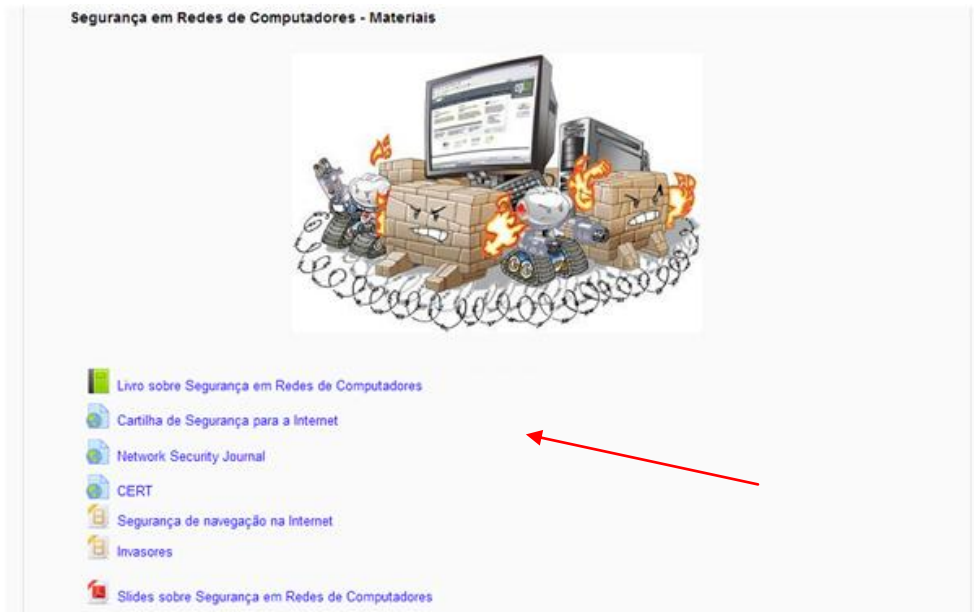 Segurança em Redes de Computadores - Materiais
Livro sobre Segurança em Redes de Computadores
Cartilha de Segurança para a Internet
Network Security Journal
CERT
Segurança de navegação na Internet
Invasores
Slides sobre Segurança em Redes de Computadores